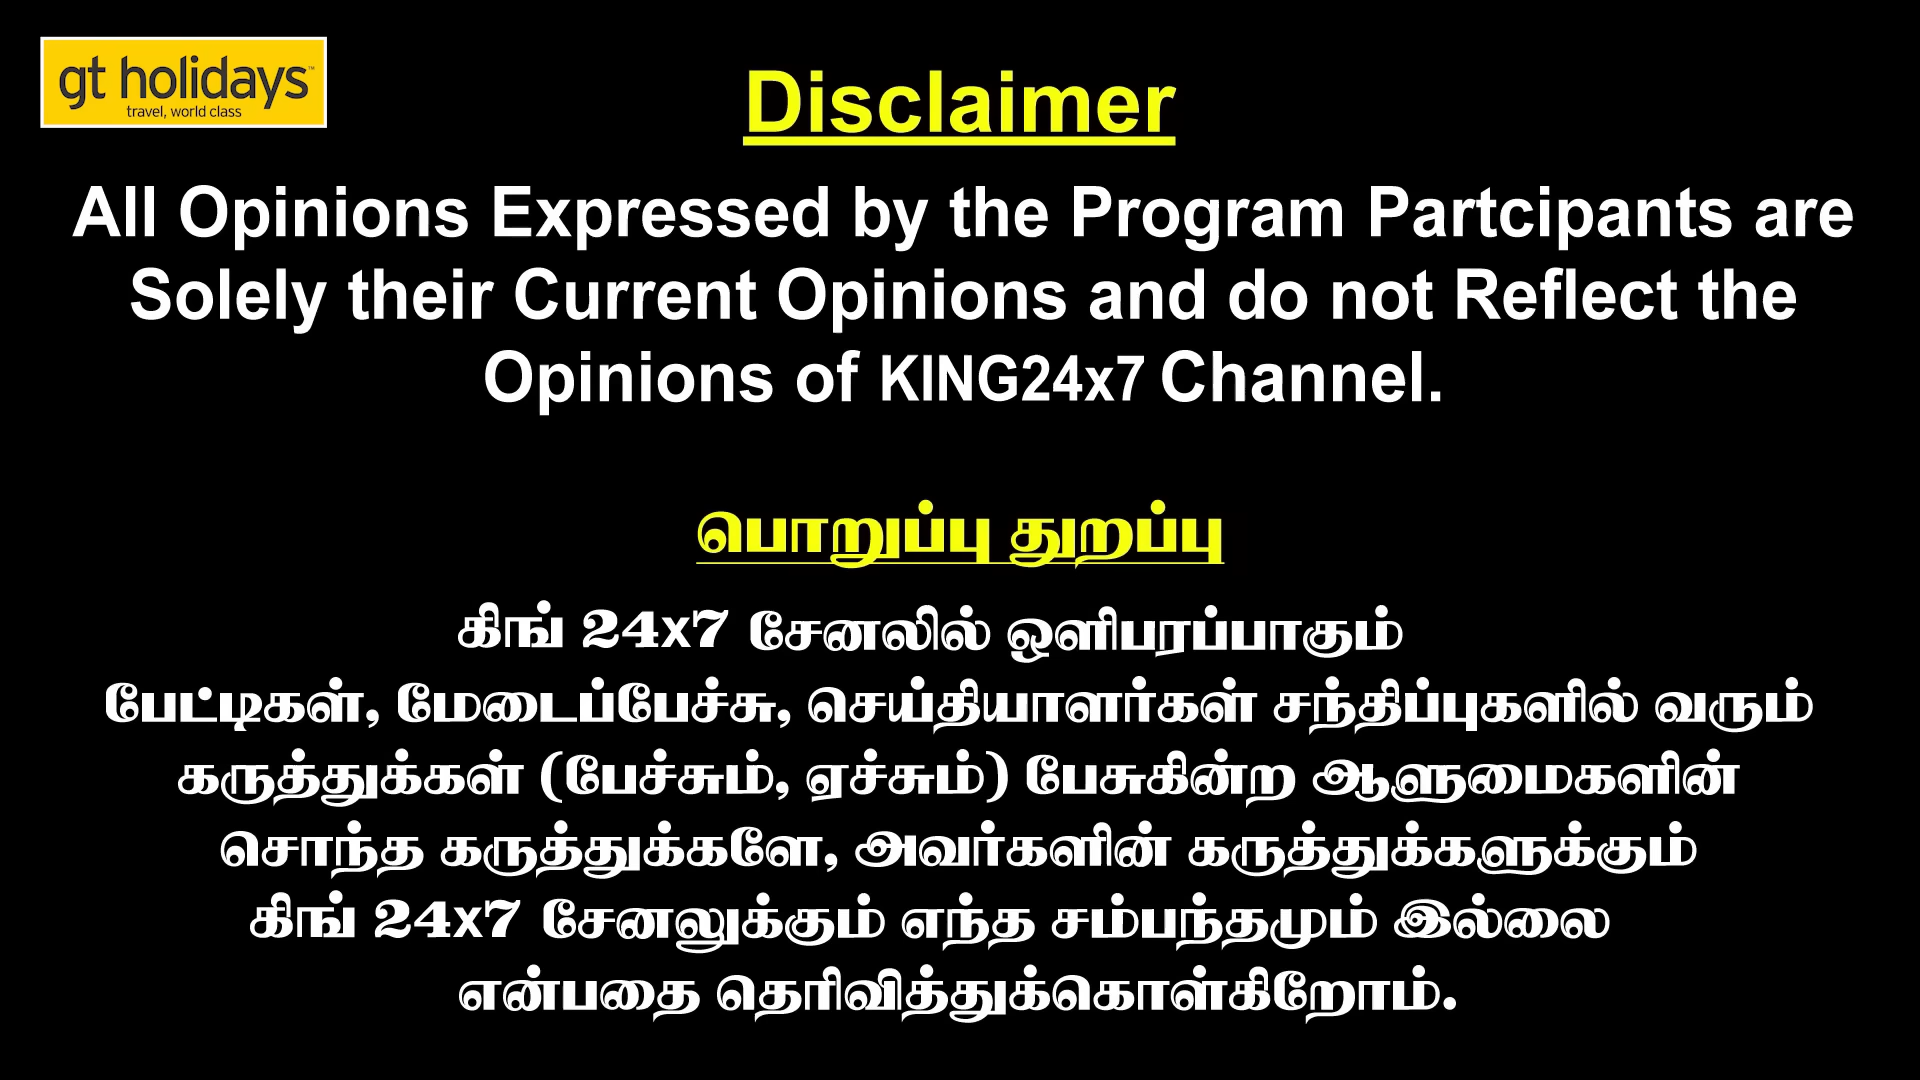 gt holidays™
travel, world class
Disclaimer
All Opinions Expressed by the Program Partcipants are
Solely their Current Opinions and do not Reflect the
Opinions of KING24x7 Channel.
பொறுப்பு துறப்பு
கிங் 24x7 சேனலில் ஒளிபரப்பாகும்
பேட்டிகள், மேடைப்பேச்சு, செய்தியாளர்கள் சந்திப்புகளில் வரும்
கருத்துக்கள் (பேச்சும், ஏச்சும்) பேசுகின்ற ஆளுமைகளின்
சொந்த கருத்துக்களே, அவர்களின் கருத்துக்களுக்கும்
கிங் 24x7 சேனலுக்கும் எந்த சம்பந்தமும் இல்லை
என்பதை தெரிவித்துக்கொள்கிறோம்.